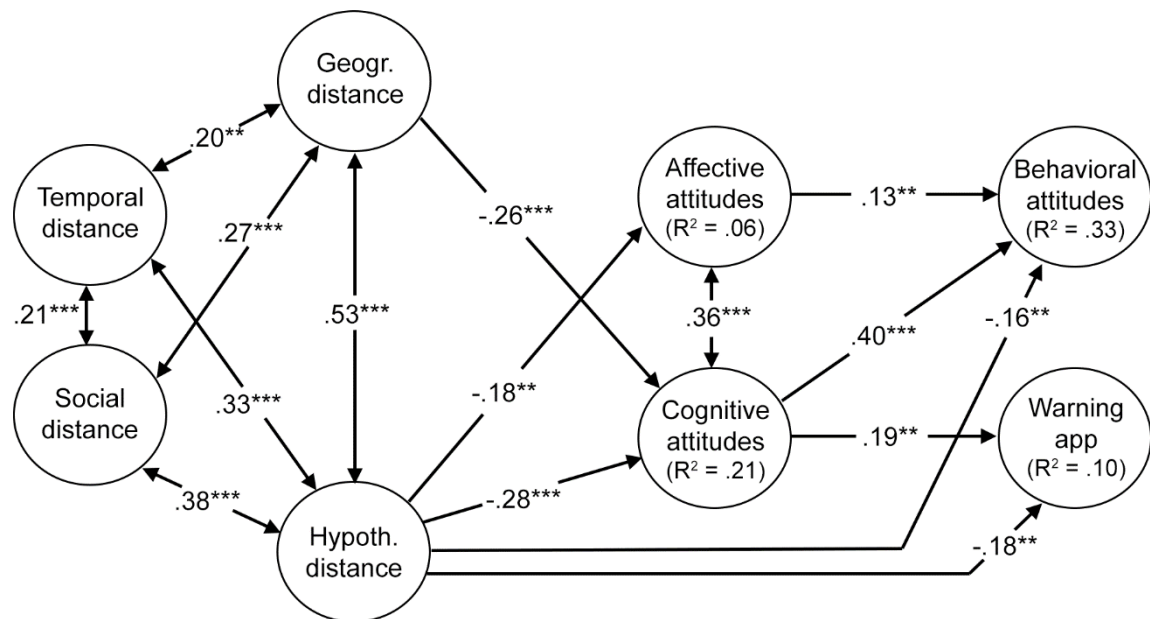 Geogr.
distance
.20**
Temporal
distance
.27***
-.26***
.21***
.53***
Social
distance
.33***
.38***
Hypoth.
distance
-.18**
-.28***
Affective
attitudes
(R² = .06)
.36***
Cognitive
attitudes
(R² = .21)
.13**
.40***
-.16**
.19**
-.18**
Behavioral
attitudes
(R² = .33)
Warning
app
(R² = .10)